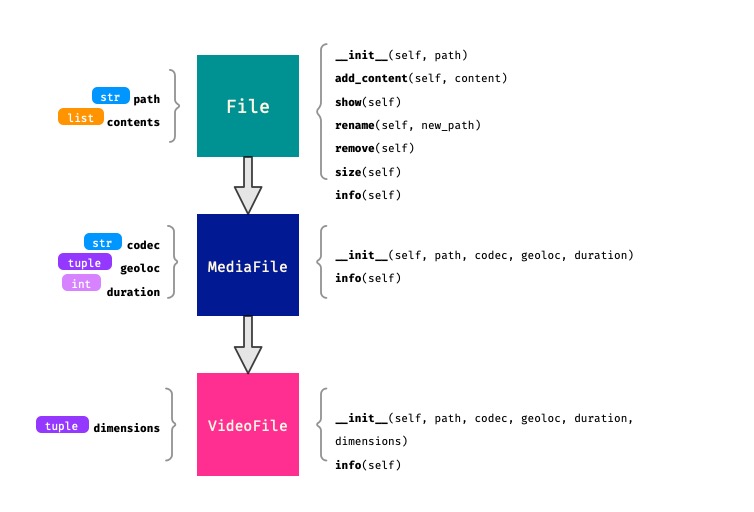 __init__(self, path)
str path
add_content(self, content)
list contents
File
show(self)
rename(self, new_path)
remove(self)
size(self)
info(self)
str codec
tuple geoloc
int duration
MediaFile
__init__(self, path, codec, geoloc, duration)
info(self)
tuple dimensions
VideoFile
__init__(self, path, codec, geoloc, duration,
dimensions)
info(self)